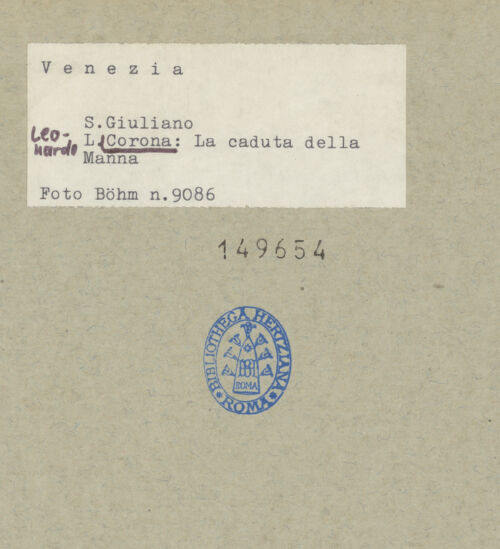 Venezia
S.Giuliano
Leo-
nardo
L. Corona: La caduta della
Manna
Foto Böhm n.9086
149654
BIBLIOTHECA HERTZIANA
ROMA
ROMA